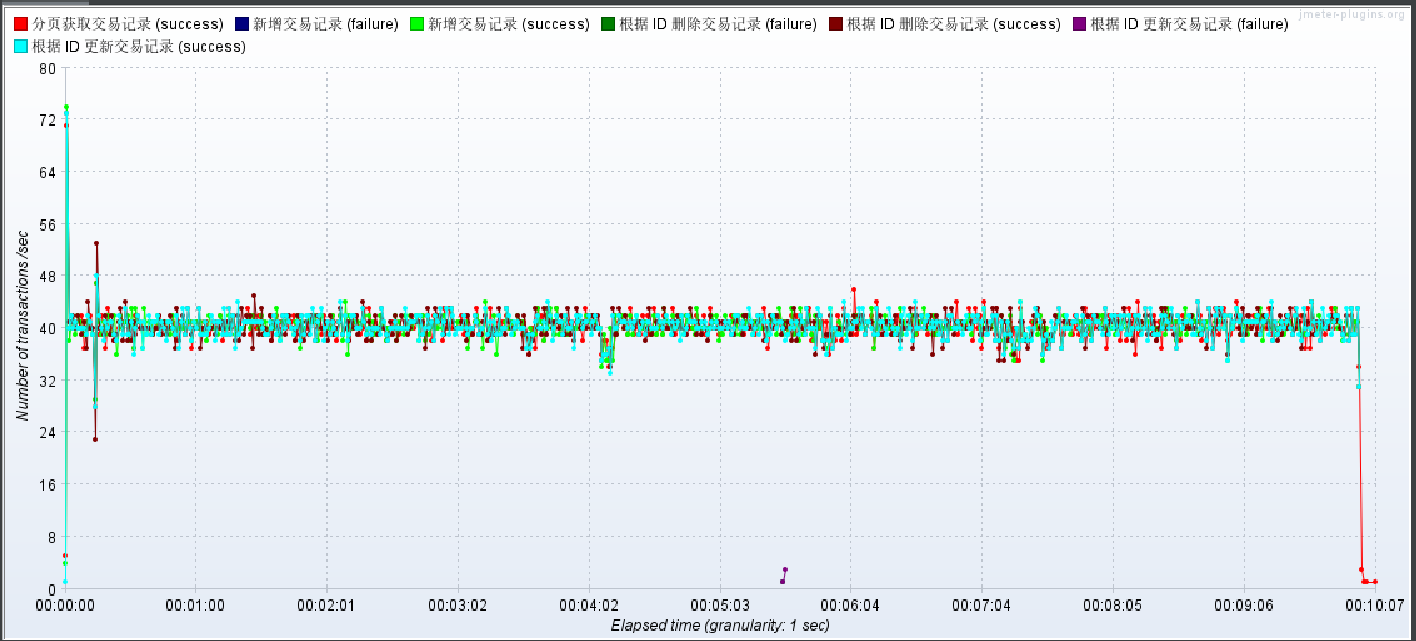 分页获取交易记录 (success) 新增交易记录 (failure) 新增交易记录 (success) 根据 ID 删除交易记录 (failure) 根据 ID 删除交易记录 (success) 根据 ID 更新交易记录 (failure)
jmeter-plugins.org
根据 ID 更新交易记录 (success)
80
72
64
56
48
40
32
24
16
8
0
Number of transactions /sec
00:00:00 00:01:00 00:02:01 00:03:02 00:04:02 00:05:03 00:06:04 00:07:04 00:08:05 00:09:06 00:10:07
Elapsed time (granularity: 1 sec)